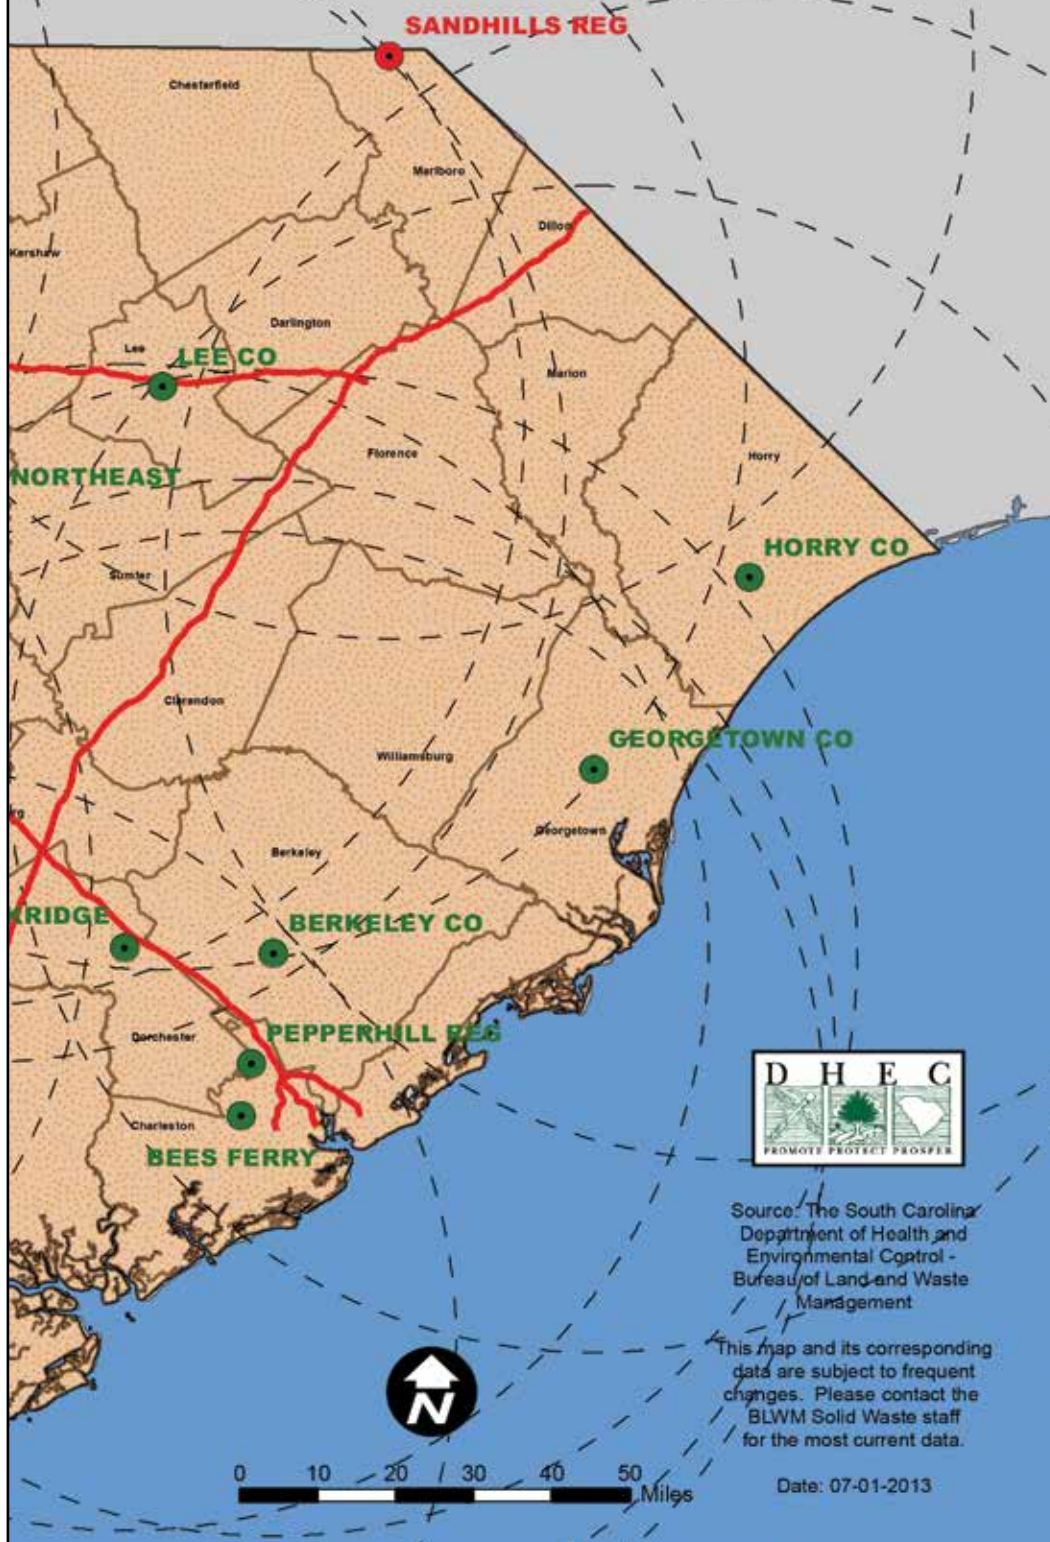 SANDHILLS REG
Chesterfield
Marlboro
Dillon
Kershaw
Darlington
Lee
LEE CO
Marion
Florence
Horry
NORTHEAST
HORRY CO
Sumter
Clarendon
GEORGETOWN CO
Williamsburg
rg
Georgetown
Berkeley
KRIDGE
BERKELEY CO
Dorchester
PEPPERHILL REG
Charleston
BEES FERRY
D H E C
PROMOTE PROTECT PROSPER
Source: The South Carolina
Department of Health and
Environmental Control -
Bureau of Land and Waste
Management
This map and its corresponding
data are subject to frequent
changes. Please contact the
BLWM Solid Waste staff
for the most current data.
Date: 07-01-2013
N
0 10 20 30 40 50
Miles